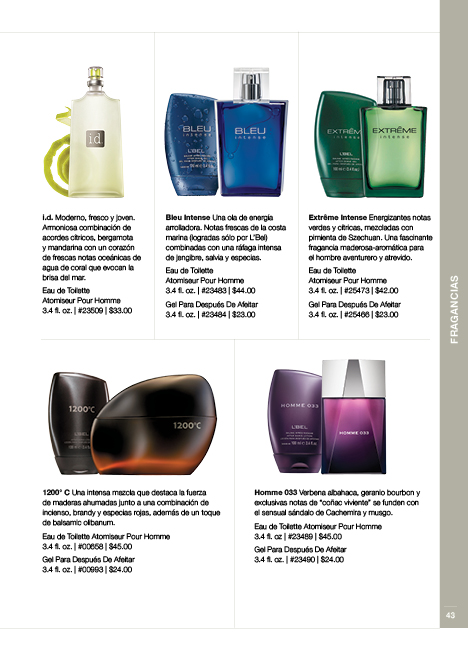 i.d.
BLEU
intense
L'BEL
BLEU
intense
EXTRÊME
intense
L'BEL
EXTRÊME
intense
i.d. Moderno, fresco y joven.
Armoniosa combinación de
acordes cítricos, bergamota
y mandarina con un corazón
de frescas notas oceánicas de
agua de coral que evocan la
brisa del mar.
Eau de Toilette
Atomiseur Pour Homme
3.4 fl. oz. | #23509 | $33.00
Bleu Intense Una ola de energía
arrolladora. Notas frescas de la costa
marina (logradas sólo por L'Bel)
combinadas con una ráfaga intensa
de jengibre, salvia y especias.
Eau de Toilette
Atomiseur Pour Homme
3.4 fl. oz. | #23483 | $44.00
Gel Para Después De Afeitar
3.4 fl. oz. | #23484 | $23.00
Extrême Intense Energizantes notas
verdes y cítricas, mezcladas con
pimienta de Szechuan. Una fascinante
fragancia maderosa-aromática para
el hombre aventurero y atrevido.
Eau de Toilette
Atomiseur Pour Homme
3.4 fl. oz. | #25473 | $42.00
Gel Para Después De Afeitar
3.4 fl. oz. | #25466 | $23.00
FRAGANCIAS
1200°C
L'BEL
1200°C
HOMME 033
L'BEL
HOMME 033
1200° C Una intensa mezcla que destaca la fuerza
de maderas ahumadas junto a una combinación de
incienso, brandy y especias rojas, además de un toque
de balsamic olibanum.
Eau de Toilette Atomiseur Pour Homme
3.4 fl. oz. | #00658 | $45.00
Gel Para Después De Afeitar
3.4 fl. oz. | #00993 | $24.00
Homme 033 Verbena albahaca, geranio bourbon y
exclusivas notas de "coñac viviente" se funden con
el sensual sándalo de Cachemira y musgo.
Eau de Toilette Atomiseur Pour Homme
3.4 fl. oz | #23489 | $45.00
Gel Para Después De Afeitar
3.4 fl. oz. | #23490 | $24.00
43